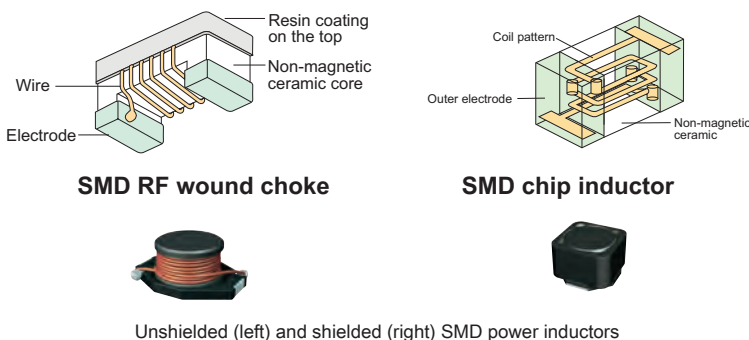 Resin coating
on the top
Non-magnetic
ceramic core
Wire
Electrode
SMD RF wound choke
Coil pattern
Outer electrode
Non-magnetic
ceramic
SMD chip inductor
Unshielded (left) and shielded (right) SMD power inductors